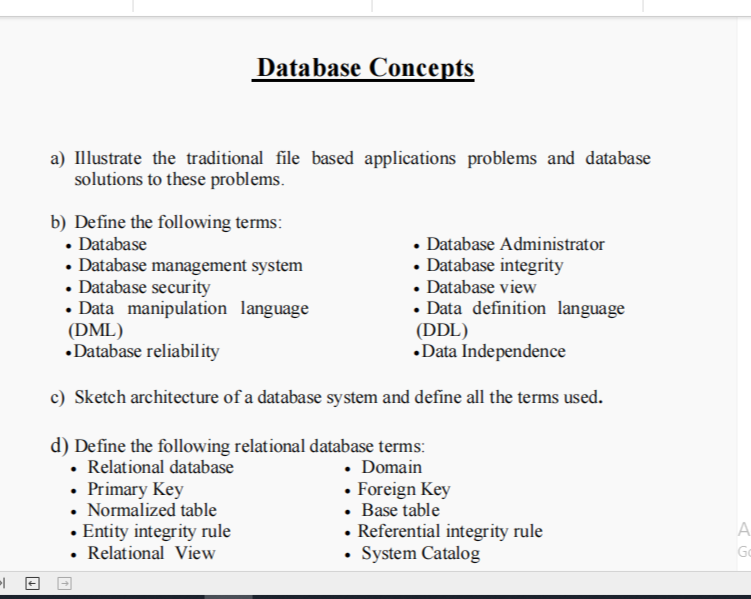 Database Concepts
a) Illustrate the traditional file based applications problems and database
solutions to these problems.
b) Define the following terms:
• Database
• Database management system
• Database security
• Data manipulation language
(DML)
•Database reliability
• Database Administrator
• Database integrity
• Database view
• Data definition language
(DDL)
•Data Independence
c) Sketch architecture of a database system and define all the terms used.
d) Define the following relational database terms:
• Relational database
• Primary Key
• Normalized table
• Entity integrity rule
• Relational View
• Domain
• Foreign Key
• Base table
• Referential integrity rule
• System Catalog